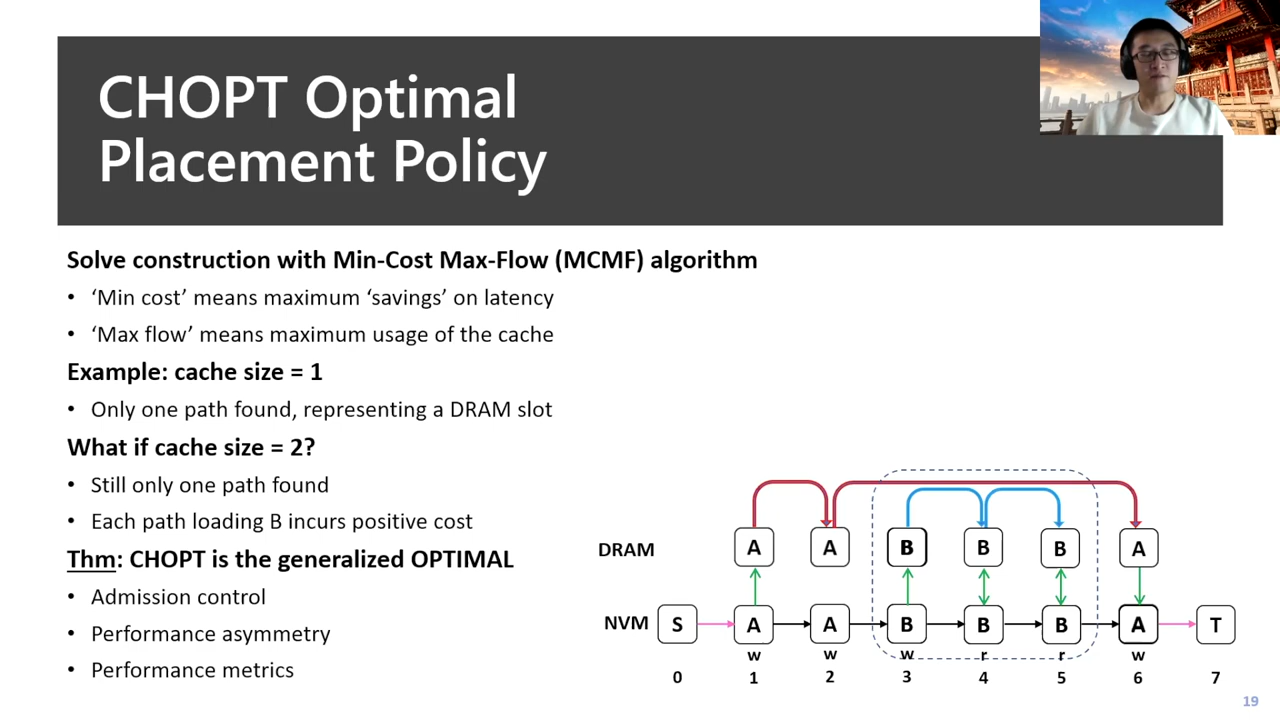 CHOPT Optimal
Placement Policy
Solve construction with Min-Cost Max-Flow (MCMF) algorithm
• ‘Min cost’ means maximum ‘savings’ on latency
• ‘Max flow’ means maximum usage of the cache
Example: cache size = 1
• Only one path found, representing a DRAM slot
What if cache size = 2?
• Still only one path found
• Each path loading B incurs positive cost
Thm: CHOPT is the generalized OPTIMAL
• Admission control
• Performance asymmetry
• Performance metrics
DRAM A A B B B A
NVM S A A B B B A T
w w w r r w
0 1 2 3 4 5 6 7
19